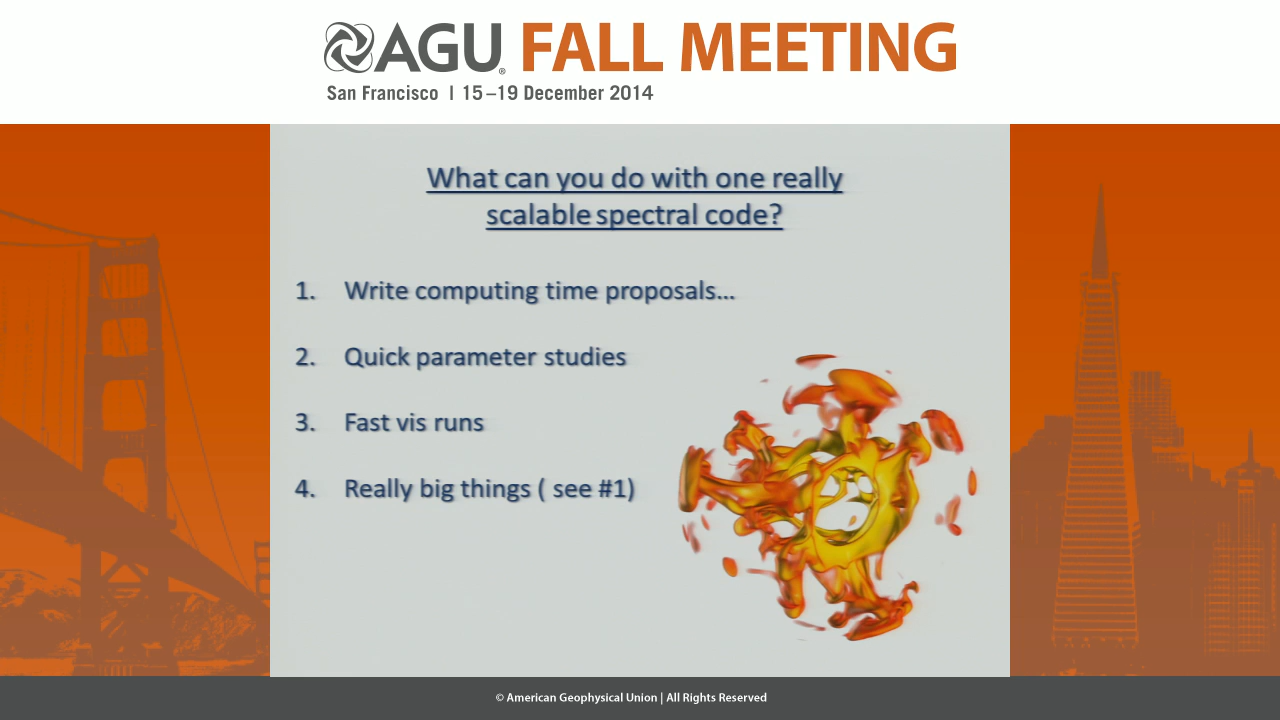 AGU® FALL MEETING
San Francisco | 15–19 December 2014
What can you do with one really
scalable spectral code?
1. Write computing time proposals...
2. Quick parameter studies
3. Fast vis runs
4. Really big things ( see #1)
© American Geophysical Union | All Rights Reserved